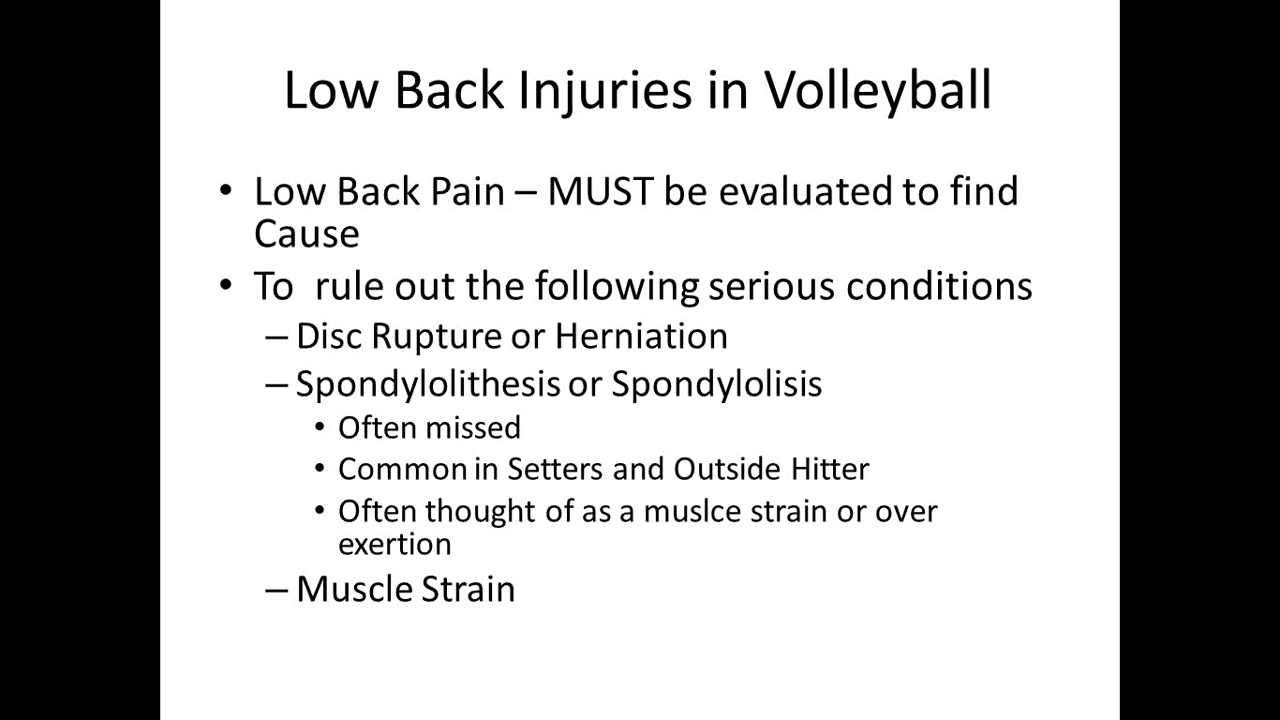 Low Back Injuries in Volleyball
• Low Back Pain – MUST be evaluated to find
Cause
• To  rule out the following serious conditions
– Disc Rupture or Herniation
– Spondylolithesis or Spondylolisis
• Often missed
• Common in Setters and Outside Hitter
• Often thought of as a muslce strain or over
exertion
– Muscle Strain